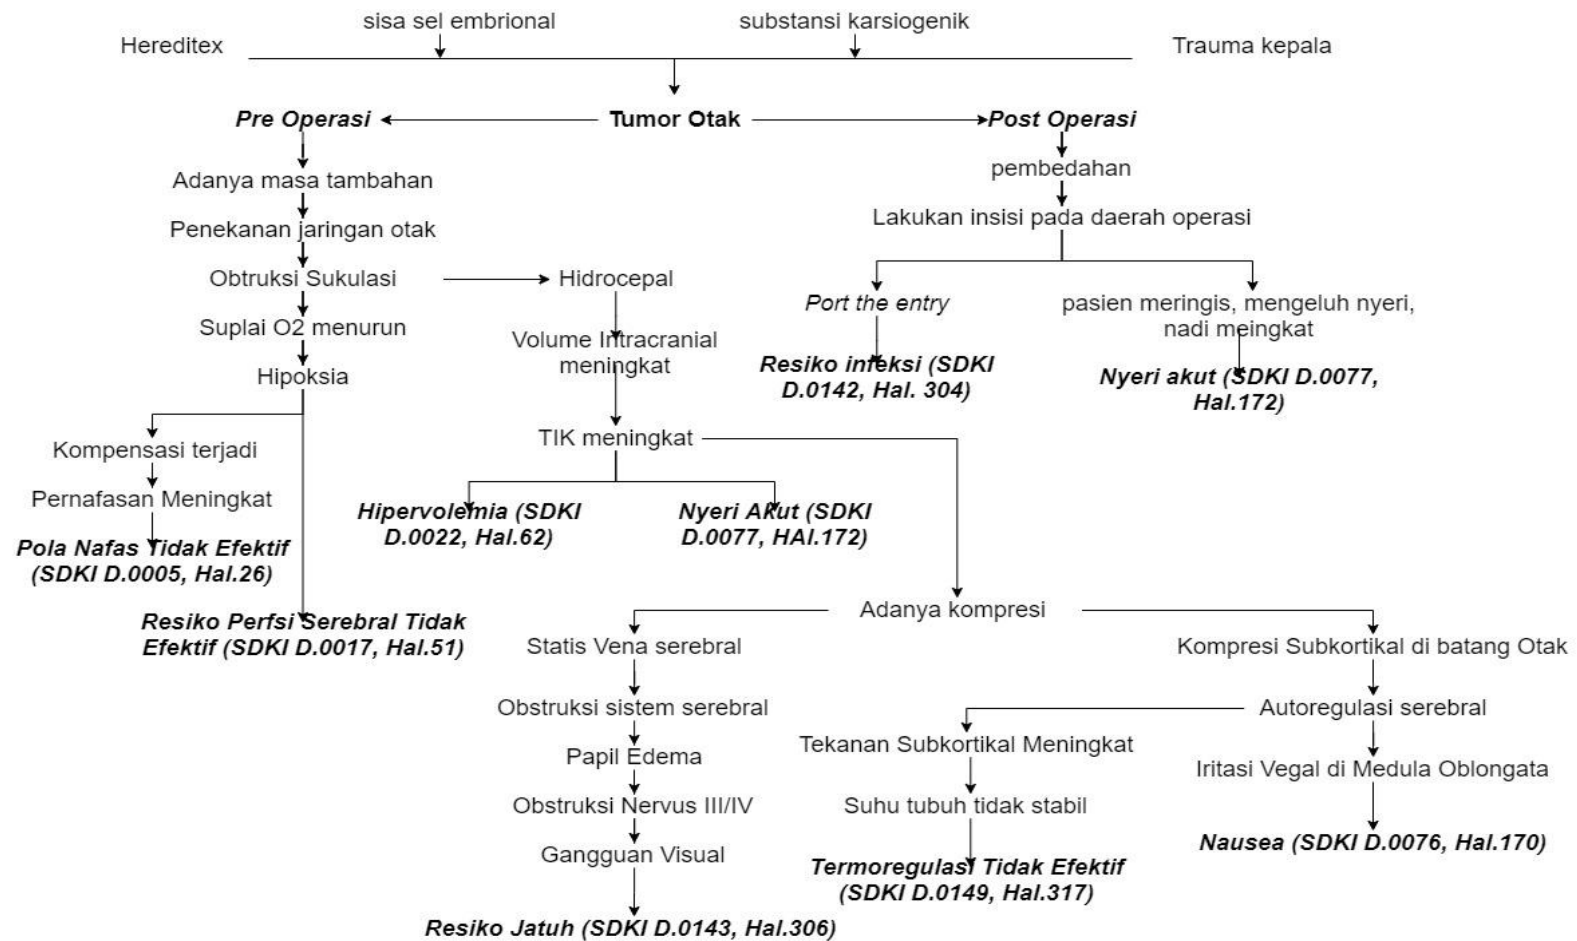 sisa sel embrional
substansi karsiogenik
Hereditex
Trauma kepala
Pre Operasi
Tumor Otak
Post Operasi
Adanya masa tambahan
Penekanan jaringan otak
Obtruksi Sukulasi
Suplai O2 menurun
Hipoksia
Kompensasi terjadi
Pernafasan Meningkat
Pola Nafas Tidak Efektif
(SDKI D.0005, Hal.26)
Resiko Perfsi Serebral Tidak
Efektif (SDKI D.0017, Hal.51)
Hidrocepal
Volume Intracranial
meningkat
TIK meningkat
Hipervolemia (SDKI
D.0022, Hal.62)
Nyeri Akut (SDKI
D.0077, HAl.172)
pembedahan
Lakukan insisi pada daerah operasi
Port the entry
Resiko infeksi (SDKI
D.0142, Hal. 304)
pasien meringis, mengeluh nyeri,
nadi meingkat
Nyeri akut (SDKI D.0077,
Hal.172)
Adanya kompresi
Statis Vena serebral
Obstruksi sistem serebral
Papil Edema
Obstruksi Nervus III/IV
Gangguan Visual
Resiko Jatuh (SDKI D.0143, Hal.306)
Kompresi Subkortikal di batang Otak
Autoregulasi serebral
Tekanan Subkortikal Meningkat
Suhu tubuh tidak stabil
Termoregulasi Tidak Efektif
(SDKI D.0149, Hal.317)
Iritasi Vegal di Medula Oblongata
Nausea (SDKI D.0076, Hal.170)